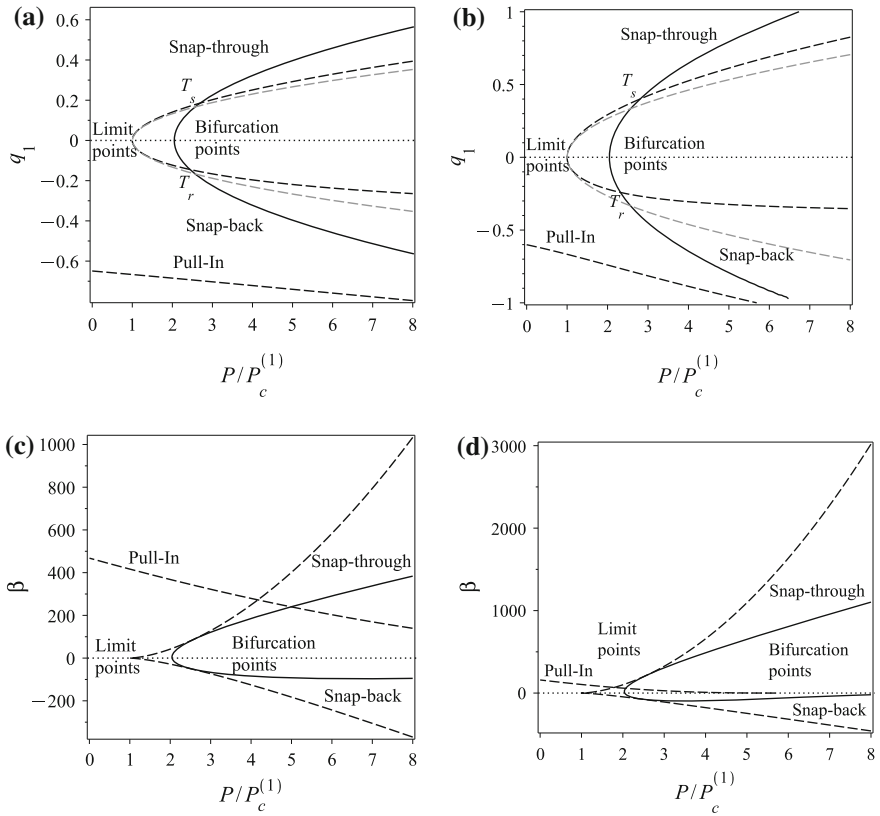 (a)
0.6
0.4
0.2
0
−0.2
−0.4
−0.6
q1
Snap-through
Ts
Limit
points
Bifurcation
points
Tr
Snap-back
Pull-In
0 1 2 3 4 5 6 7 8
P/Pc(1)
(b)
1
0.5
0
−0.5
−1
q1
Snap-through
Ts
Limit
points
Bifurcation
points
Tr
Pull-In
Snap-back
0 1 2 3 4 5 6 7 8
P/Pc(1)
(c)
1000
800
600
400
200
0
−200
β
Pull-In
Snap-through
Limit
points
Bifurcation
points
Snap-back
0 1 2 3 4 5 6 7 8
P/Pc(1)
(d)
3000
2000
1000
0
β
Snap-through
Limit
points
Bifurcation
points
Pull-In
Snap-back
0 1 2 3 4 5 6 7 8
P/Pc(1)